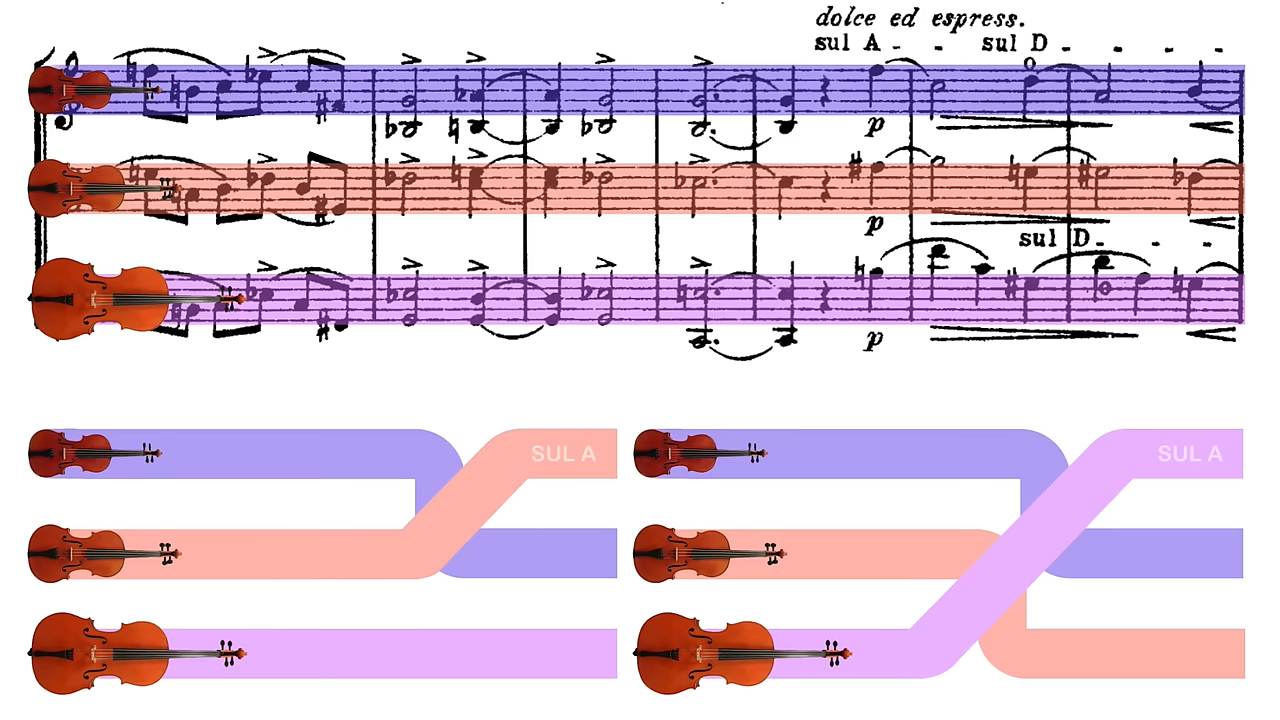 dolce ed espress.
sul A - - sul D - - - - -
p
p
sul D - - -
p
SUL A
SUL A